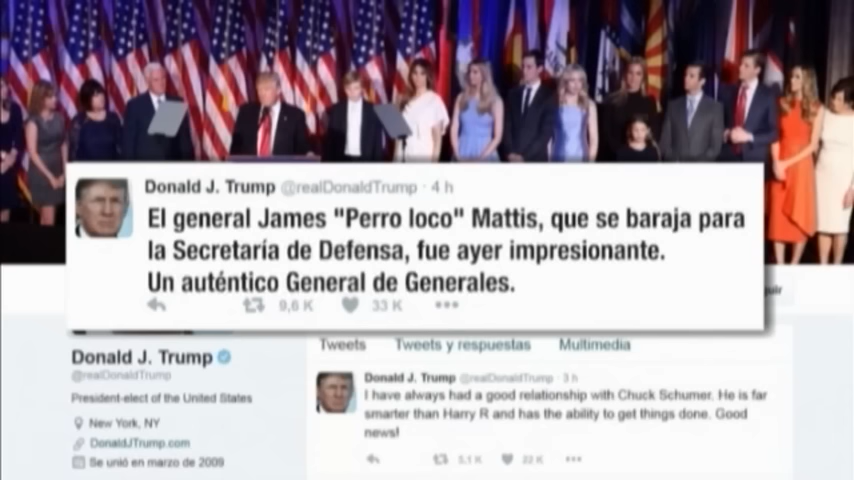 Donald J. Trump @realDonaldTrump · 4 h
El general James "Perro loco" Mattis, que se baraja para
la Secretaría de Defensa, fue ayer impresionante.
Un auténtico General de Generales.
9,6 K 33 K
Donald J. Trump
@realDonaldTrump
President-elect of the United States
New York, NY
DonaldJTrump.com
Se unió en marzo de 2009
Tweets Tweets y respuestas Multimedia
Donald J. Trump @realDonaldTrump · 3 h
I have always had a good relationship with Chuck Schumer. He is far
smarter than Harry R and has the ability to get things done. Good
news!
5,1 K 22 K